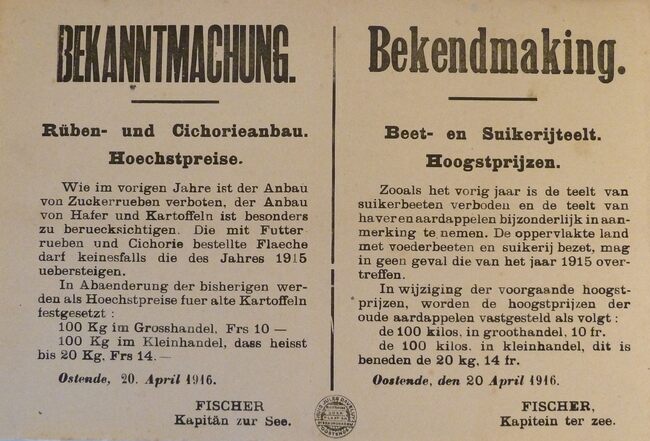 BEKANNTMACHUNG.
Rüben- und Cichorieanbau.
Hoechstpreise.
Wie im vorigen Jahre ist der Anbau
von Zuckerrueben verboten, der Anbau
von Hafer und Kartoffeln ist besonders
zu beruecksichtigen. Die mit Futter
rueben und Cichorie bestellte Flaeche
darf keinesfalls die des Jahres 1915
uebersteigen.
In Abaenderung der bisherigen wer-
den als Hoechstpreise fuer alte Kartoffeln
festgesetzt :
100 Kg im Grosshandel, Frs 10 —
100 Kg im Kleinhandel, dass heisst
bis 20 Kg, Frs 14. —
Ostende, 20. April 1916.
FISCHER
Kapitän zur See.
Bekendmaking.
Beet- en Suikerijteelt.
Hoogstprijzen.
Zooals het vorig jaar is de teelt van
suikerbeeten verboden en de teelt van
haver en aardappelen bijzonderlijk in aan-
merking te nemen. De oppervlakte land
met voederbeeten en suikerij bezet, mag
in geen geval die van het jaar 1915 over-
treffen.
In wijziging der voorgaande hoogst-
prijzen, worden de hoogstprijzen der
oude aardappelen vastgesteld als volgt :
de 100 kilos, in groothandel, 10 fr.
de 100 kilos, in kleinhandel, dit is
beneden de 20 kg, 14 fr.
Oostende, den 20 April 1916.
FISCHER,
Kapitein ter zee.